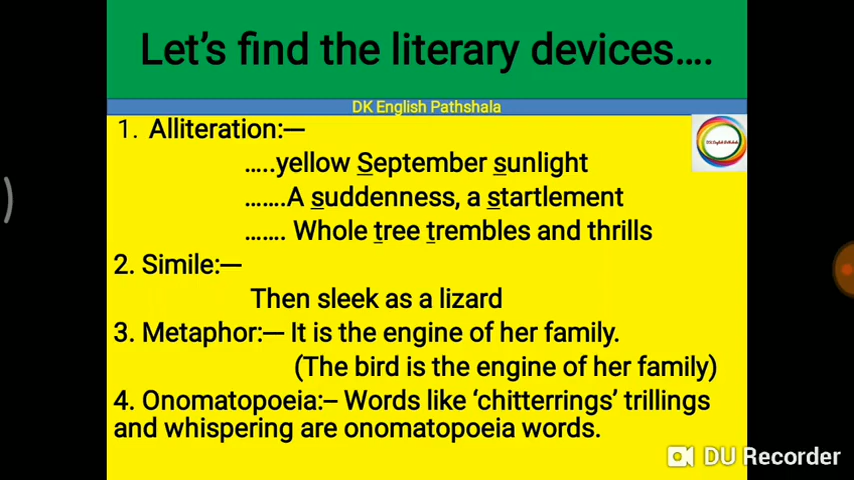 Let's find the literary devices....
DK English Pathshala
1. Alliteration:—
.....yellow September sunlight
.......A suddenness, a startlement
....... Whole tree trembles and thrills
2. Simile:—
Then sleek as a lizard
3. Metaphor:— It is the engine of her family.
(The bird is the engine of her family)
4. Onomatopoeia:– Words like ‘chitterrings’ trillings
and whispering are onomatopoeia words.
DU Recorder